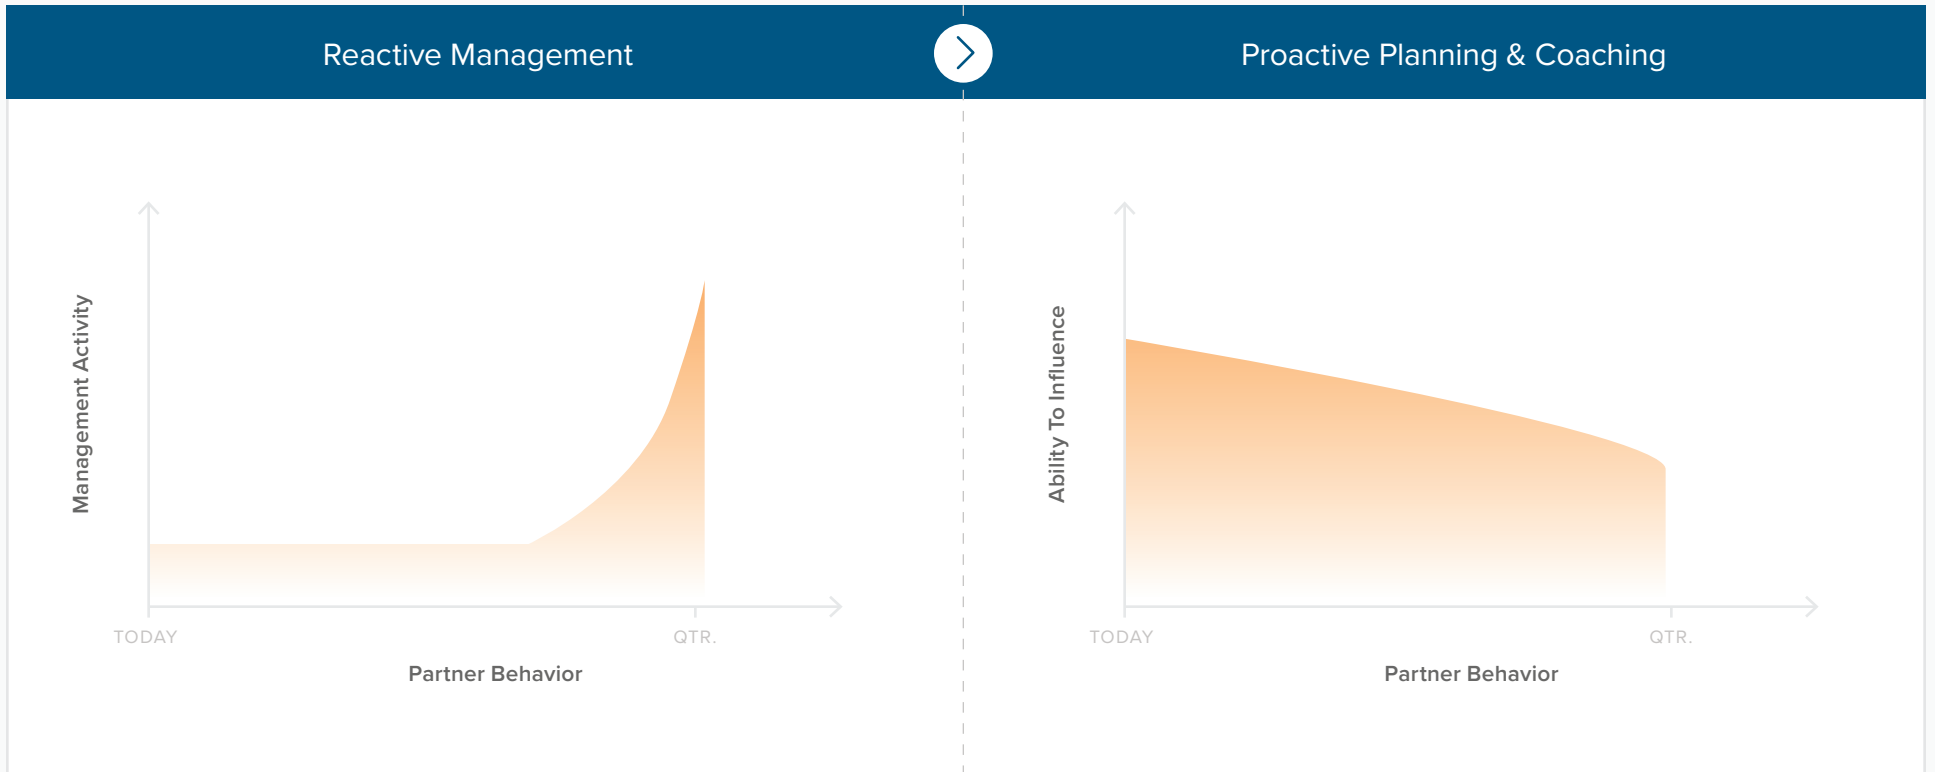 Reactive Management
Proactive Planning & Coaching
Management Activity
TODAY
QTR.
Partner Behavior
Ability To Influence
TODAY
QTR.
Partner Behavior